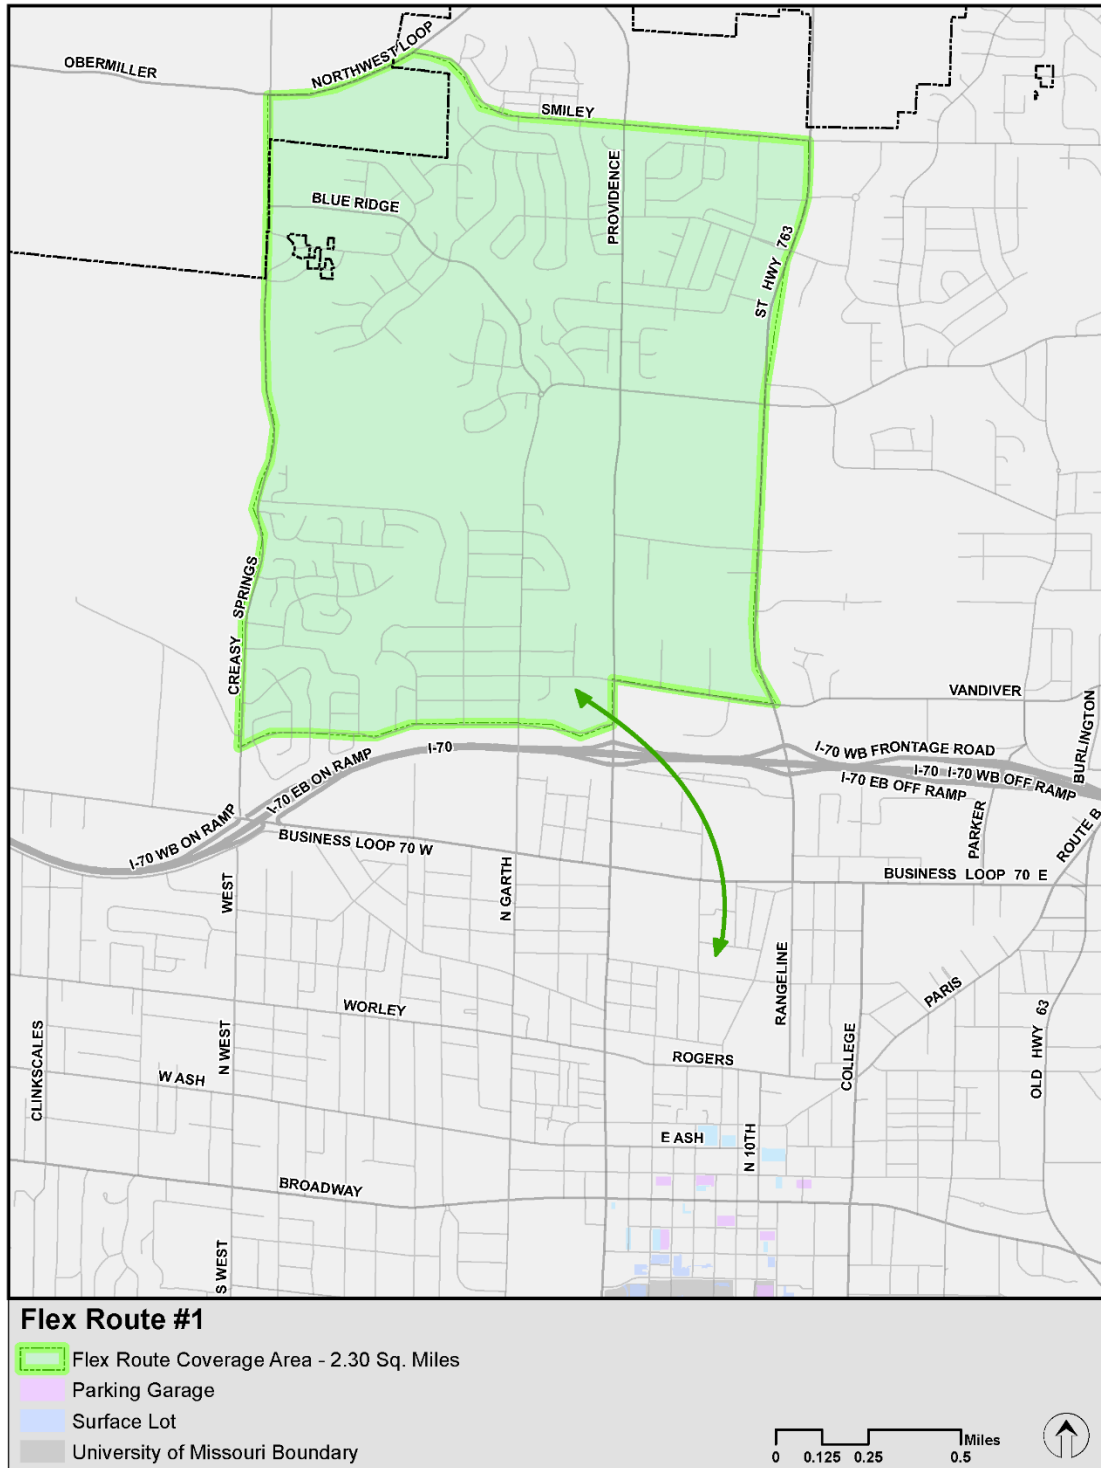 OBERMILLER
NORTHWEST LOOP
SMILEY
PROVIDENCE
BLUE RIDGE
ST HWY 763
CREASY SPRINGS
VANDIVER
BURLINGTON
I-70
I-70 WB FRONTAGE ROAD
I-70 EB ON RAMP
I-70 I-70 WB OFF RAMP
I-70 EB OFF RAMP
I-70 WB ON RAMP
PARKER
ROUTE B
BUSINESS LOOP 70 W
BUSINESS LOOP 70 E
WEST
N GARTH
RANGELINE
PARIS
WORLEY
OLD HWY 63
CLINKSCALES
N WEST
COLLEGE
ROGERS
W ASH
E ASH
N 10TH
BROADWAY
S WEST
Flex Route #1
Flex Route Coverage Area - 2.30 Sq. Miles
Parking Garage
Surface Lot
University of Missouri Boundary
Miles
0 0.125 0.25 0.5